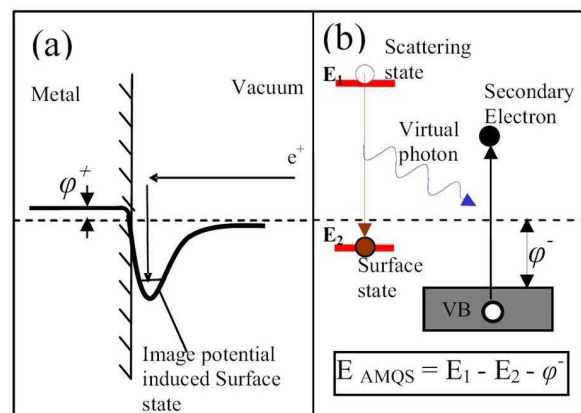 (a)
Metal
Vacuum
φ⁺
e⁺
Image potential
induced Surface
state
(b)
Scattering
state
E₁
Secondary
Electron
Virtual
photon
E₂
Surface
state
φ⁻
VB
E AMQS = E₁ - E₂ - φ⁻